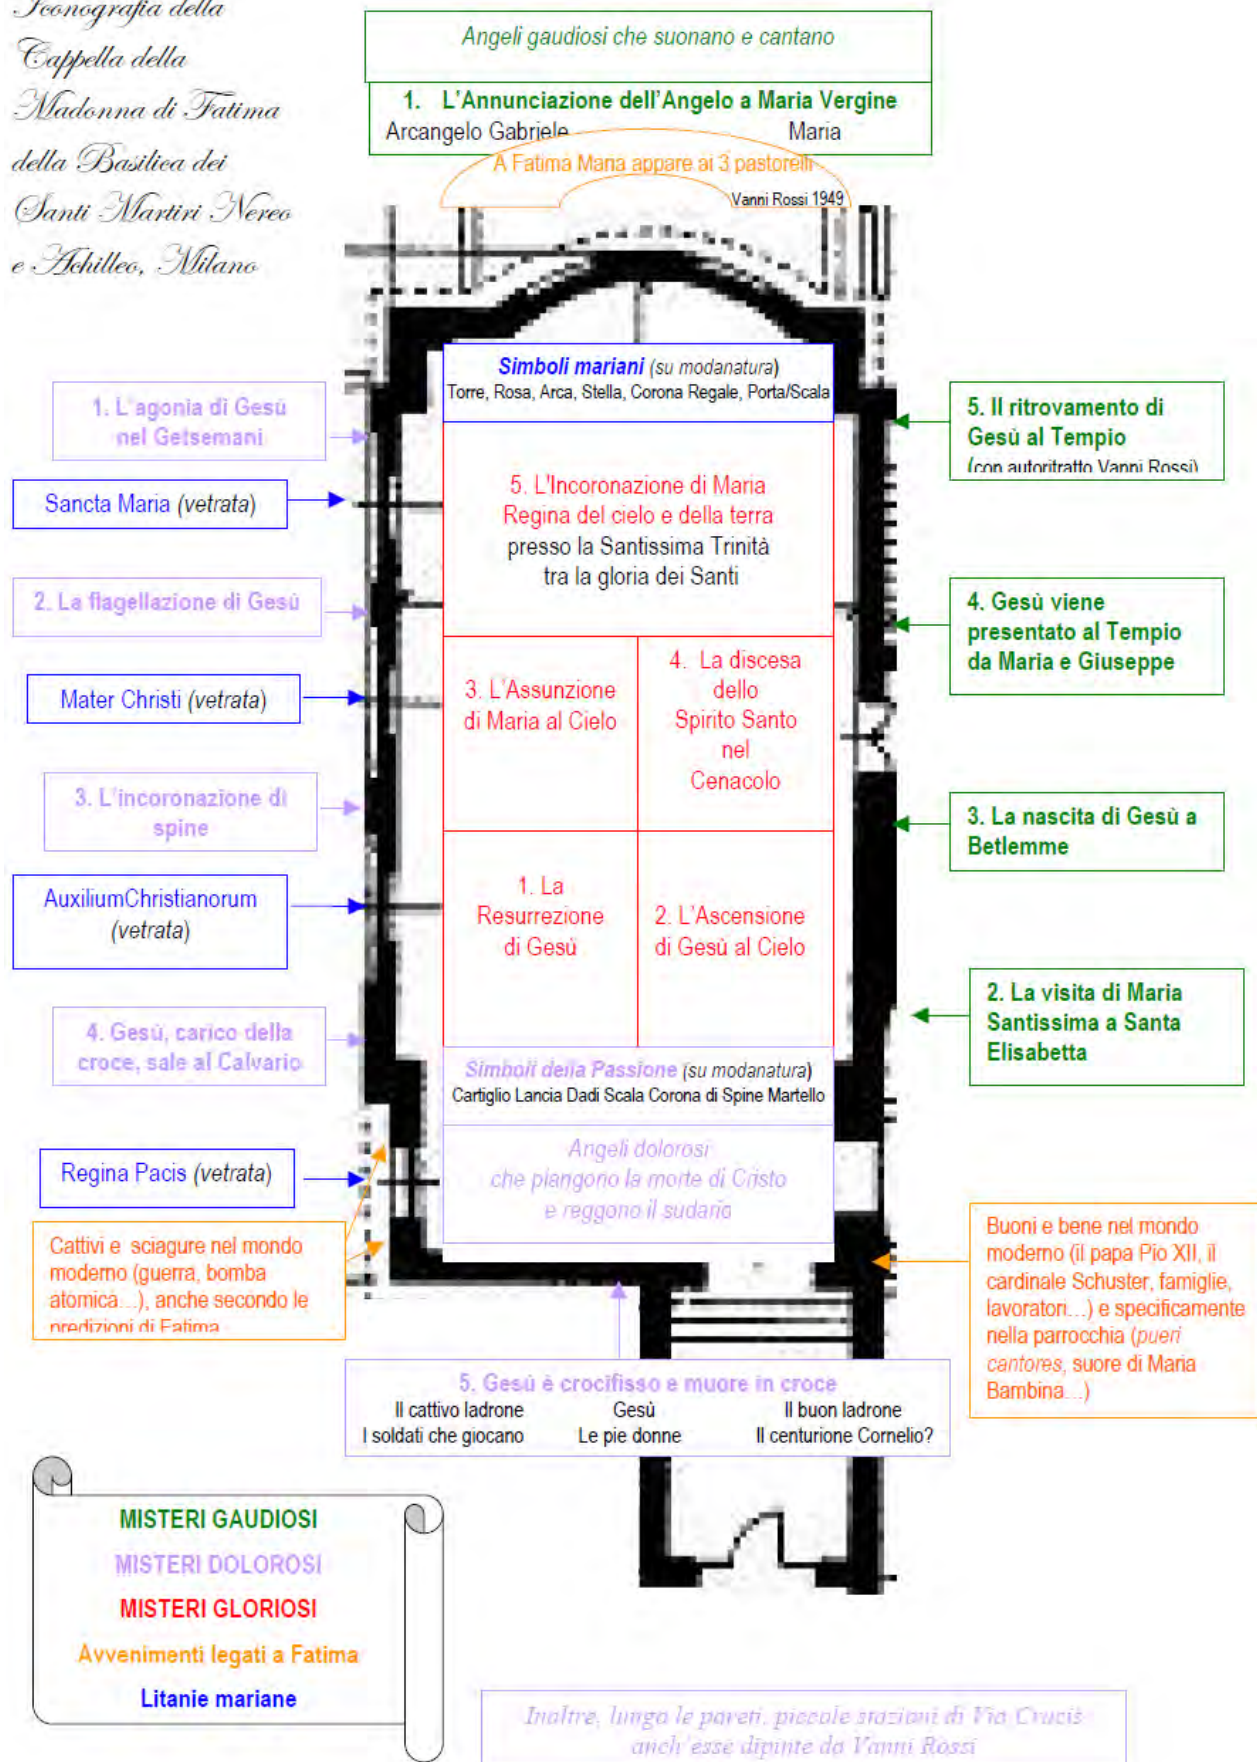 Iconografia della
Cappella della
Madonna di Fatima
della Basilica dei
Santi Martiri Nereo
e Achilleo, Milano
Angeli gaudiosi che suonano e cantano
1. L'Annunciazione dell'Angelo a Maria Vergine
Arcangelo Gabriele Maria
A Fatima Maria appare ai 3 pastorelli
Vanni Rossi 1949
Simboli mariani (su modanatura)
Torre, Rosa, Arca, Stella, Corona Regale, Porta/Scala
1. L'agonia di Gesù
nel Getsemani
Sancta Maria (vetrata)
2. La flagellazione di Gesù
Mater Christi (vetrata)
3. L'incoronazione di
spine
AuxiliumChristianorum
(vetrata)
4. Gesù, carico della
croce, sale al Calvario
Regina Pacis (vetrata)
Cattivi e sciagure nel mondo
moderno (guerra, bomba
atomica...), anche secondo le
predizioni di Fatima
5. L'Incoronazione di Maria
Regina del cielo e della terra
presso la Santissima Trinità
tra la gloria dei Santi
3. L'Assunzione
di Maria al Cielo
4. La discesa
dello
Spirito Santo
nel
Cenacolo
1. La
Resurrezione
di Gesù
2. L'Ascensione
di Gesù al Cielo
Simboli della Passione (su modanatura)
Cartiglio Lancia Dadi Scala Corona di Spine Martello
Angeli dolorosi
che piangono la morte di Cristo
e reggono il sudario
5. Il ritrovamento di
Gesù al Tempio
(con autoritratto Vanni Rossi)
4. Gesù viene
presentato al Tempio
da Maria e Giuseppe
3. La nascita di Gesù a
Betlemme
2. La visita di Maria
Santissima a Santa
Elisabetta
Buoni e bene nel mondo
moderno (il papa Pio XII, il
cardinale Schuster, famiglie,
lavoratori...) e specificamente
nella parrocchia (pueri
cantores, suore di Maria
Bambina...)
5. Gesù è crocifisso e muore in croce
Il cattivo ladrone Gesù Il buon ladrone
I soldati che giocano Le pie donne Il centurione Cornelio?
MISTERI GAUDIOSI
MISTERI DOLOROSI
MISTERI GLORIOSI
Avvenimenti legati a Fatima
Litanie mariane
Inoltre, lungo le pareti, piccole stazioni di Via Crucis
anch'esse dipinte da Vanni Rossi